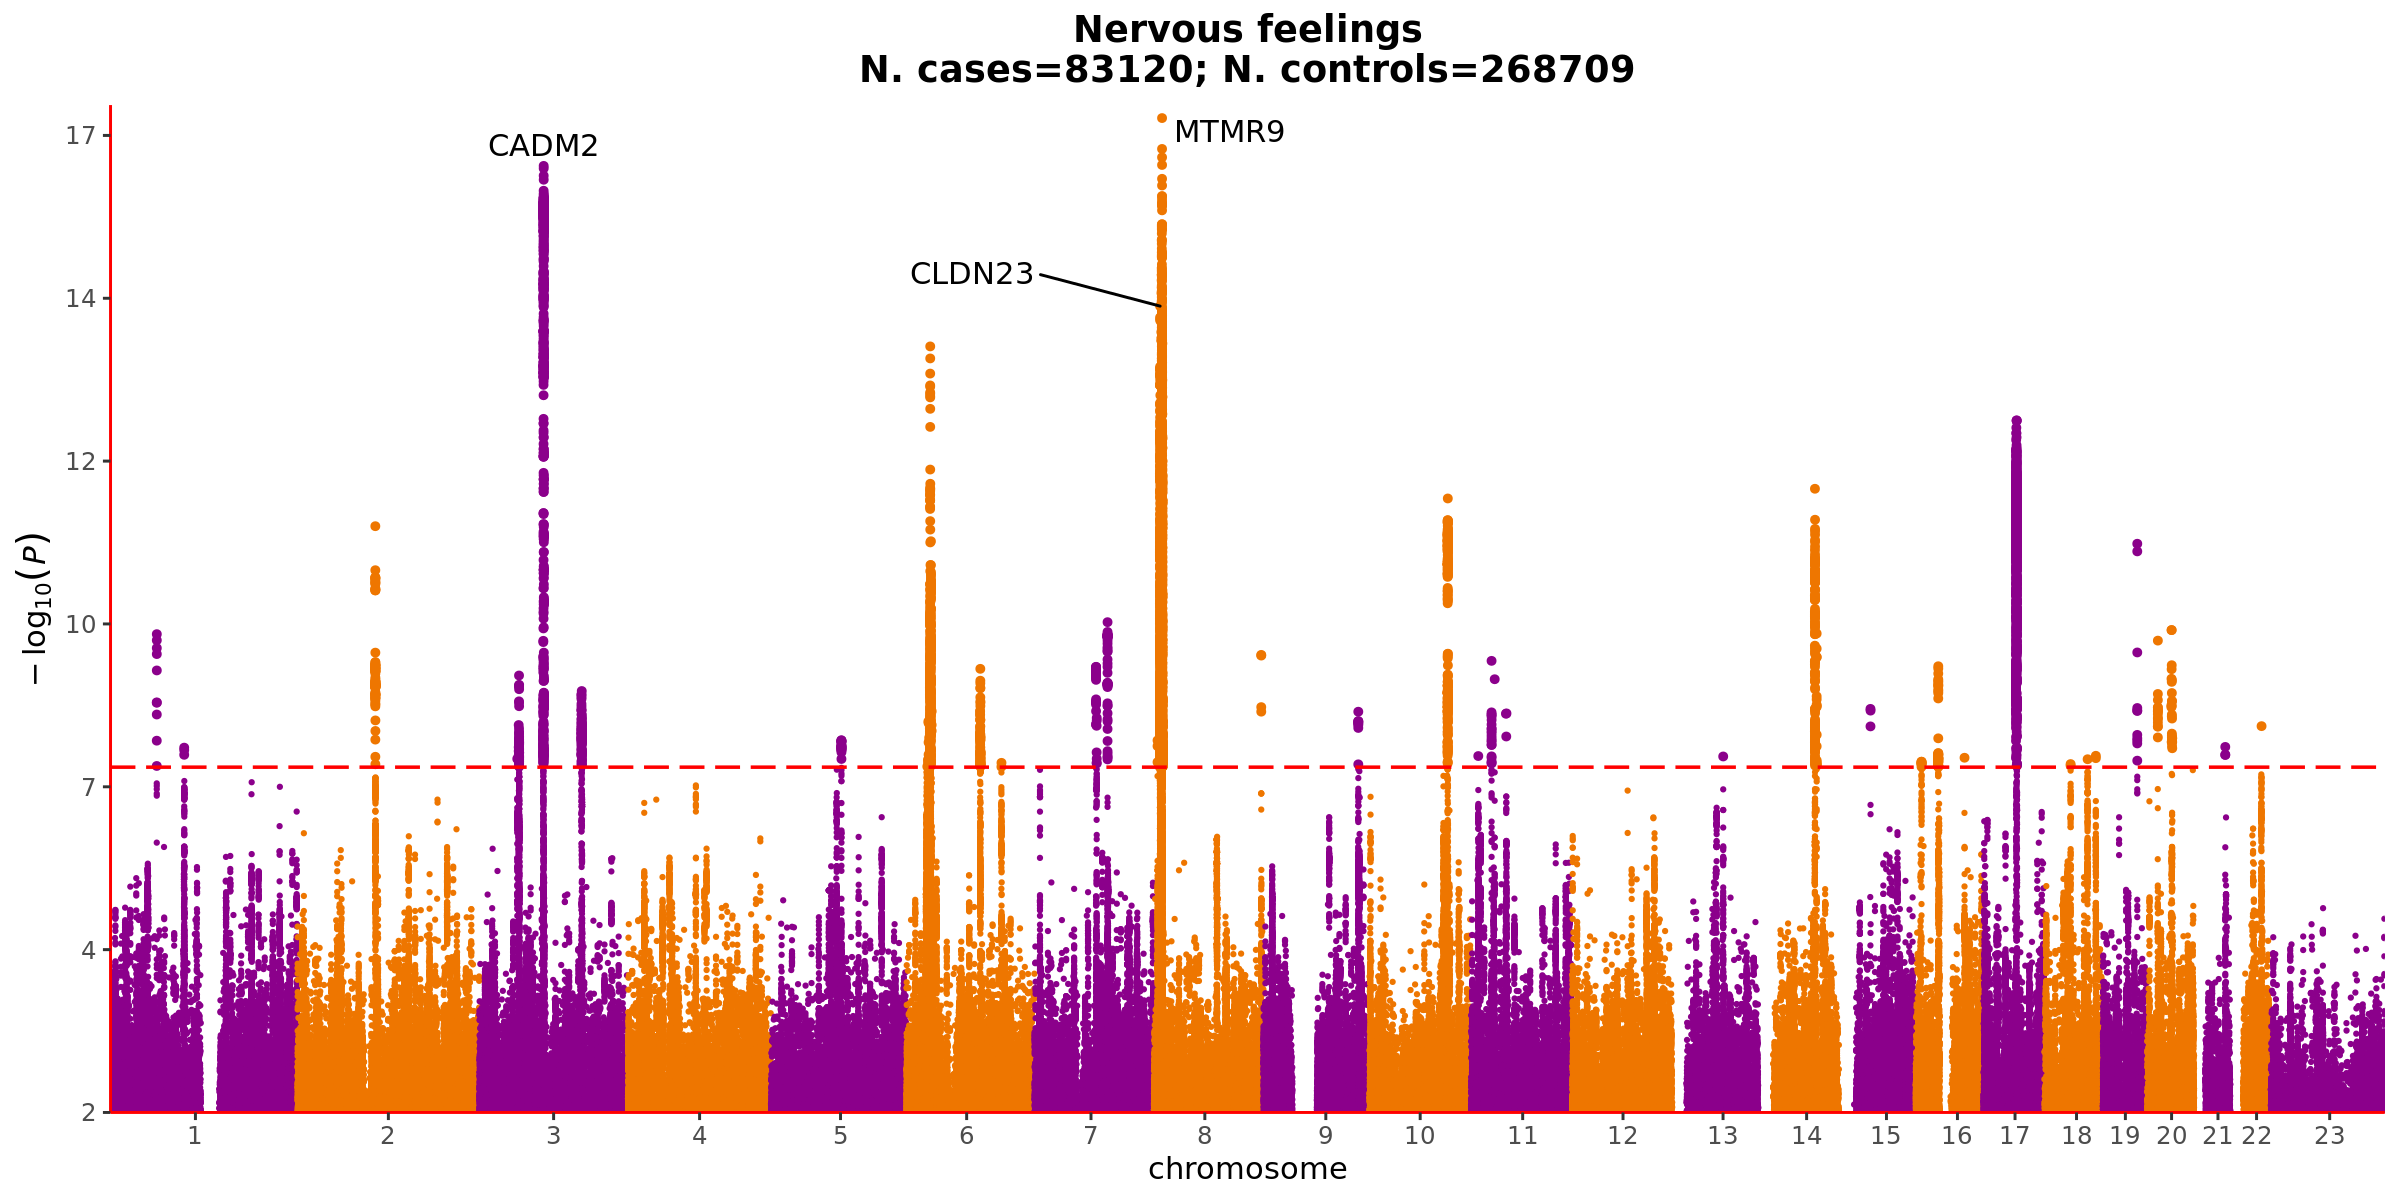 Nervous feelings
N. cases=83120; N. controls=268709
CADM2
MTMR9
CLDN23
17
14
12
10
7
4
2
−log10(P)
1 2 3 4 5 6 7 8 9 10 11 12 13 14 15 16 17 18 19 20 21 22 23
chromosome